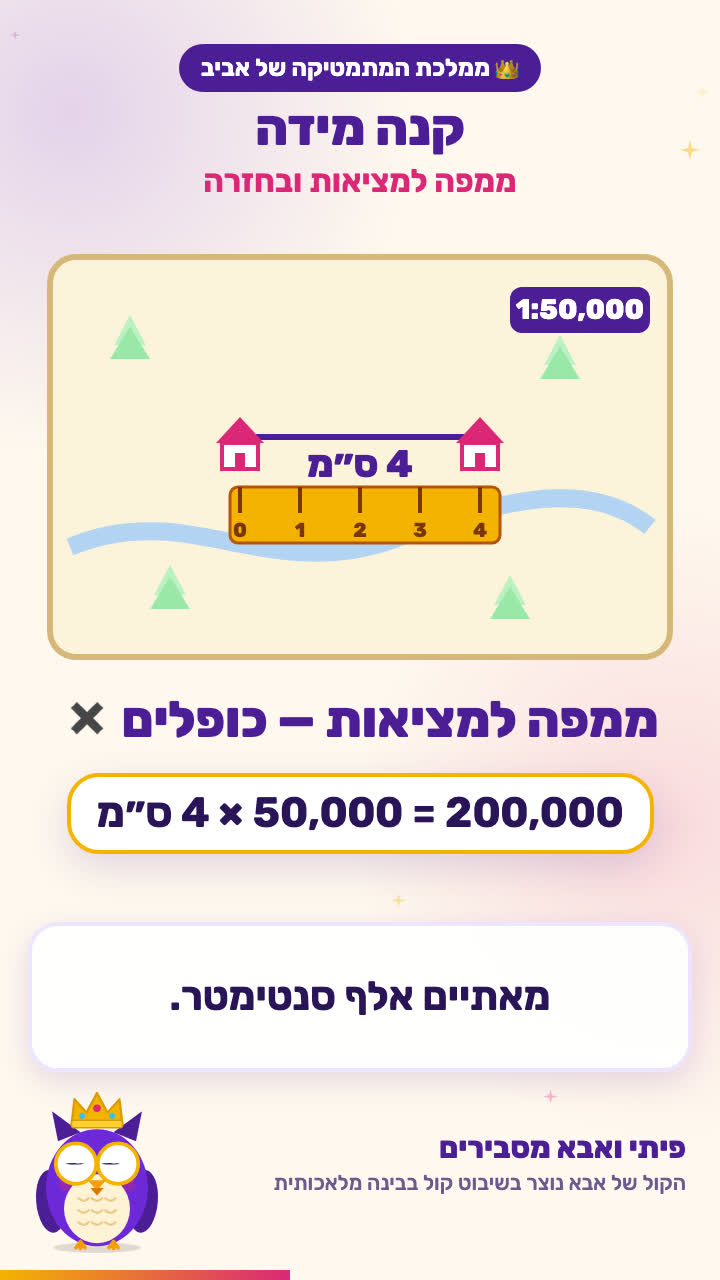 👑 ממלכת המתמטיקה של אביב
קנה מידה
ממפה למציאות ובחזרה
1:50,000
4 ס״מ
0 1 2 3 4
ממפה למציאות – כופלים ✖
200,000 = 50,000 × 4 ס״מ
מאתיים אלף סנטימטר.
פיתי ואבא מסבירים
הקול של אבא נוצר בשיבוט קול בבינה מלאכותית